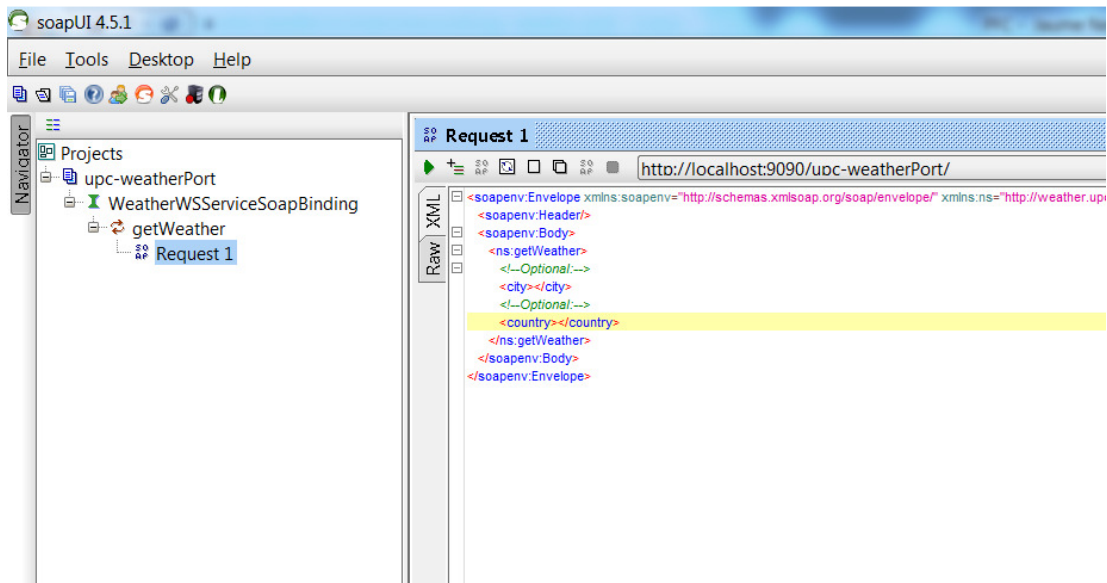 soapUI 4.5.1
File Tools Desktop Help
Navigator
Projects
upc-weatherPort
WeatherWSServiceSoapBinding
getWeather
SOAP Request 1
SOAP Request 1
http://localhost:9090/upc-weatherPort/
XML
Raw
<soapenv:Envelope xmlns:soapenv="http://schemas.xmlsoap.org/soap/envelope/" xmlns:ns="http://weather.upc
<soapenv:Header/>
<soapenv:Body>
<ns:getWeather>
<!--Optional:-->
<city></city>
<!--Optional:-->
<country></country>
</ns:getWeather>
</soapenv:Body>
</soapenv:Envelope>